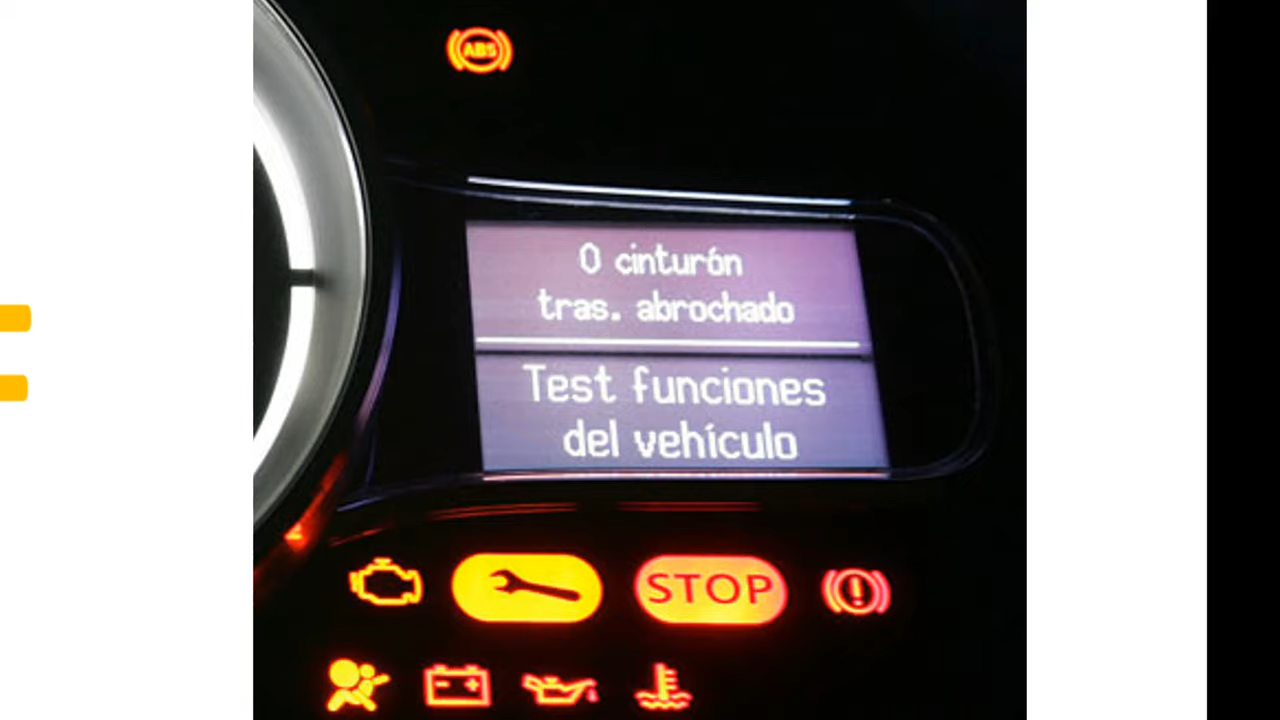 ABS
0 cinturón
tras. abrochado
Test funciones
del vehículo
STOP